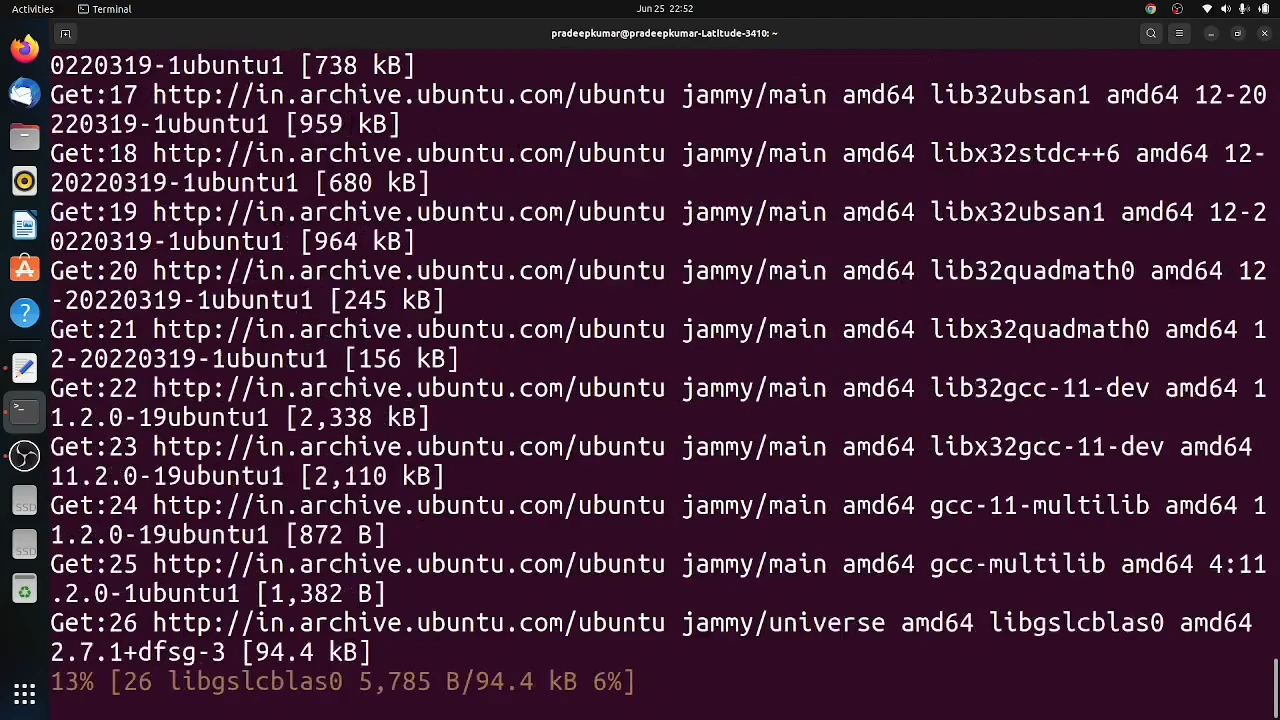 Activities
Terminal
Jun 25 22:52
pradeepkumar@pradeepkumar-Latitude-3410: ~
0220319-1ubuntu1 [738 kB]
Get:17 http://in.archive.ubuntu.com/ubuntu jammy/main amd64 lib32ubsan1 amd64 12-20
220319-1ubuntu1 [959 kB]
Get:18 http://in.archive.ubuntu.com/ubuntu jammy/main amd64 libx32stdc++6 amd64 12-
20220319-1ubuntu1 [680 kB]
Get:19 http://in.archive.ubuntu.com/ubuntu jammy/main amd64 libx32ubsan1 amd64 12-2
0220319-1ubuntu1 [964 kB]
Get:20 http://in.archive.ubuntu.com/ubuntu jammy/main amd64 lib32quadmath0 amd64 12
-20220319-1ubuntu1 [245 kB]
Get:21 http://in.archive.ubuntu.com/ubuntu jammy/main amd64 libx32quadmath0 amd64 1
2-20220319-1ubuntu1 [156 kB]
Get:22 http://in.archive.ubuntu.com/ubuntu jammy/main amd64 lib32gcc-11-dev amd64 1
1.2.0-19ubuntu1 [2,338 kB]
Get:23 http://in.archive.ubuntu.com/ubuntu jammy/main amd64 libx32gcc-11-dev amd64
11.2.0-19ubuntu1 [2,110 kB]
Get:24 http://in.archive.ubuntu.com/ubuntu jammy/main amd64 gcc-11-multilib amd64 1
1.2.0-19ubuntu1 [872 B]
Get:25 http://in.archive.ubuntu.com/ubuntu jammy/main amd64 gcc-multilib amd64 4:11
.2.0-1ubuntu1 [1,382 B]
Get:26 http://in.archive.ubuntu.com/ubuntu jammy/universe amd64 libgslcblas0 amd64
2.7.1+dfsg-3 [94.4 kB]
13% [26 libgslcblas0 5,785 B/94.4 kB 6%]
SSD
SSD